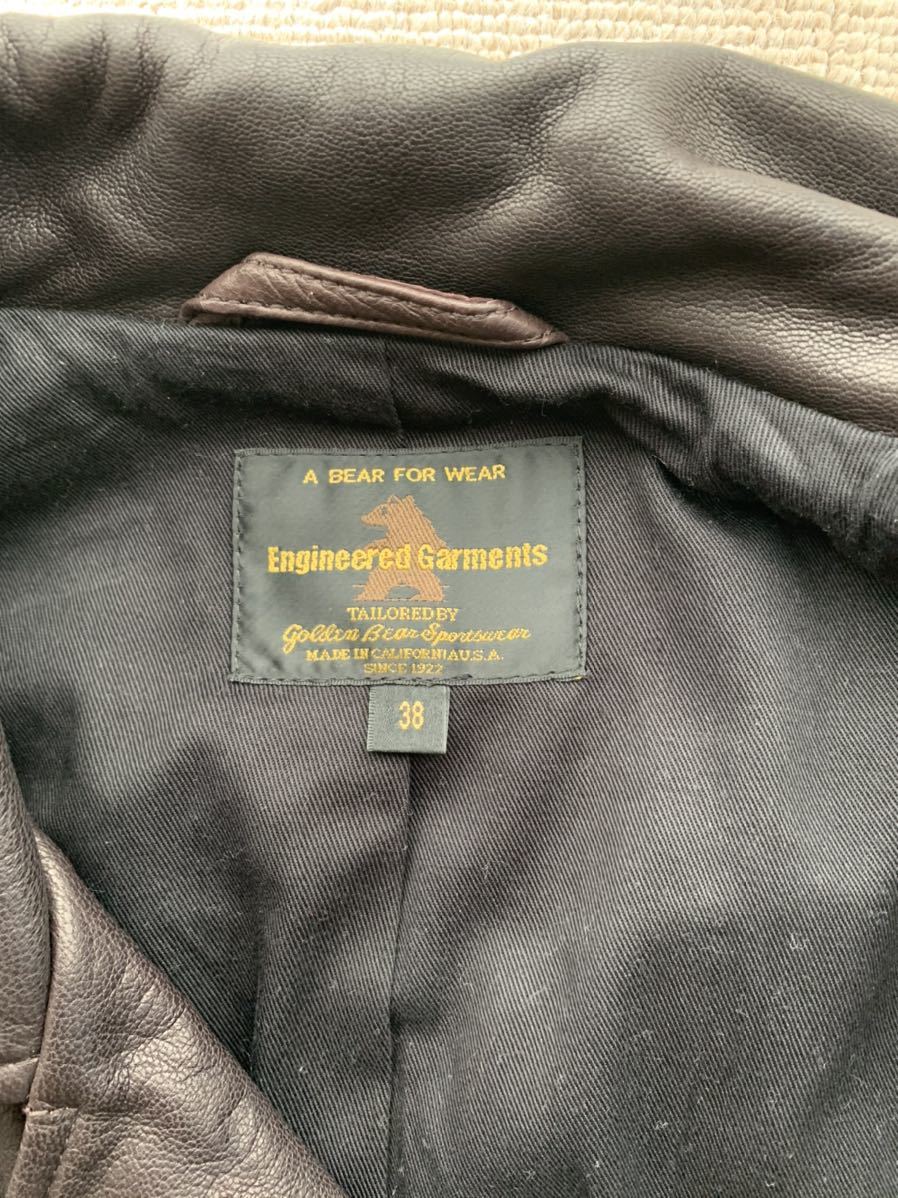 A BEAR FOR WEAR
Engineered Garments
TAILORED BY
Golden Bear Sportswear
MADE IN CALIFORNIA U.S.A.
SINCE 1922
38